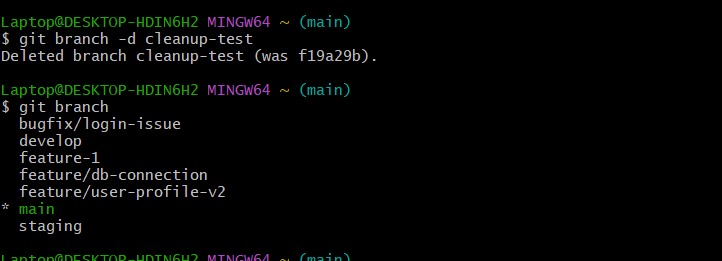 Laptop@DESKTOP-HDIN6H2 MINGW64 ~ (main)
$ git branch -d cleanup-test
Deleted branch cleanup-test (was f19a29b).
Laptop@DESKTOP-HDIN6H2 MINGW64 ~ (main)
$ git branch
  bugfix/login-issue
  develop
  feature-1
  feature/db-connection
  feature/user-profile-v2
* main
  staging
Laptop@DESKTOP-HDIN6H2 MINGW64 ~ (main)